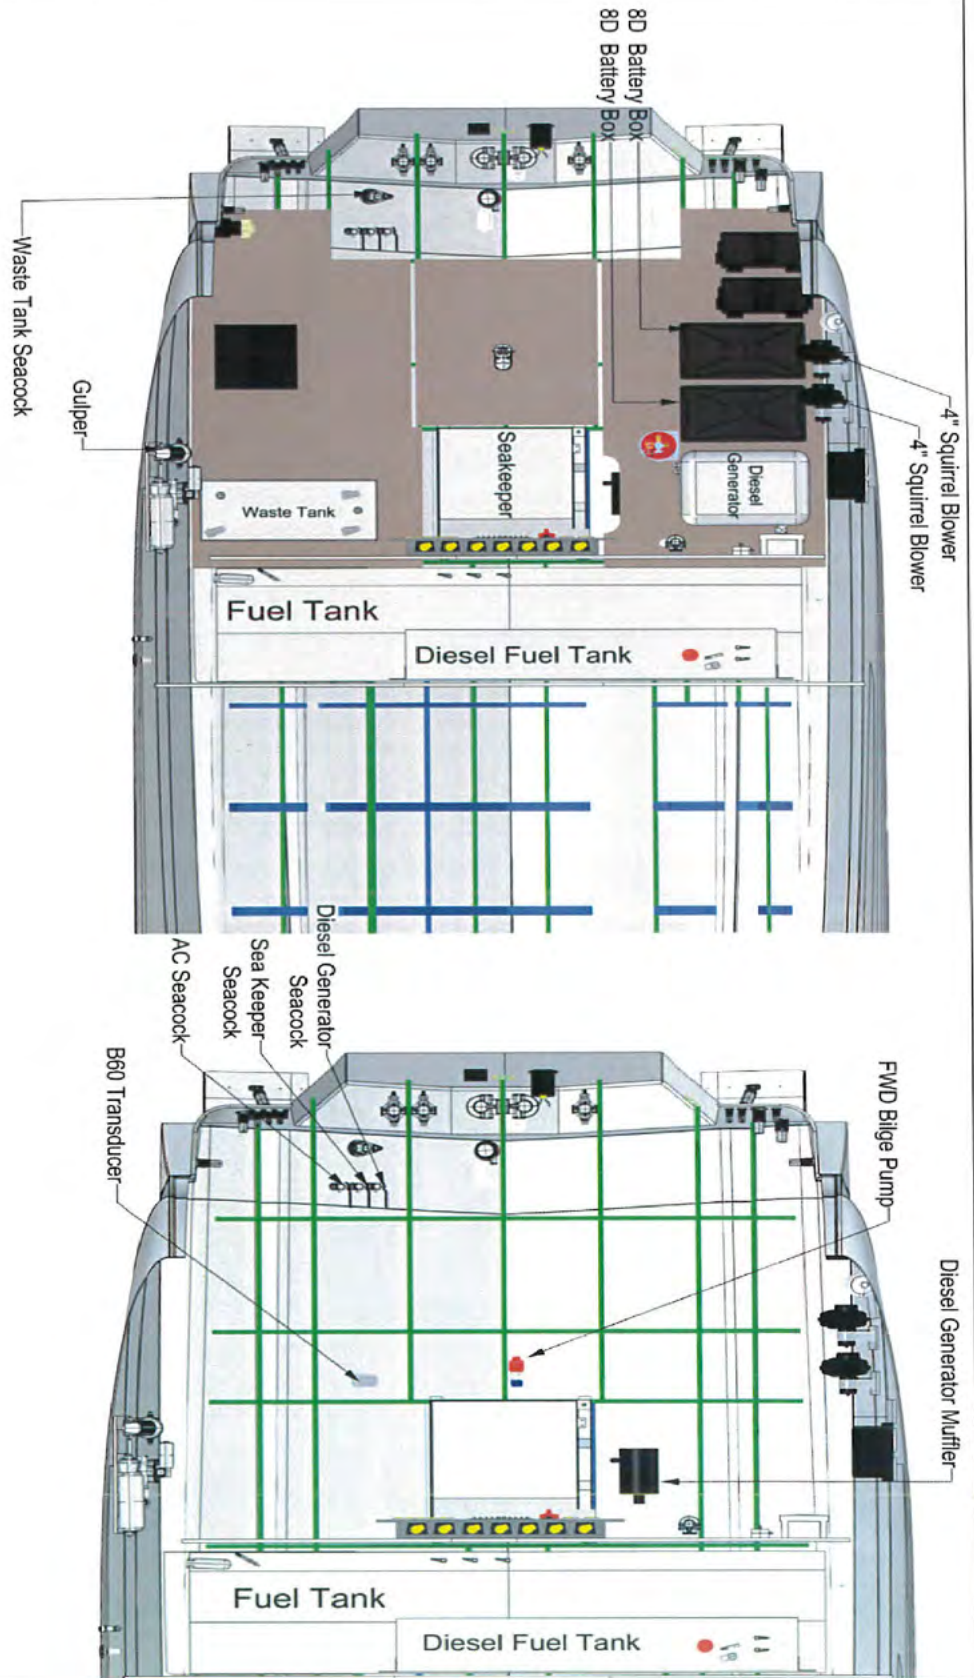 8D Battery Box
8D Battery Box
4" Squirrel Blower
4" Squirrel Blower
Waste Tank Seacock
Gulper
Seakeeper
Diesel
Generator
Waste Tank
Fuel Tank
Diesel Fuel Tank
Diesel Generator
Seacock
Sea Keeper
Seacock
AC Seacock
B60 Transducer
FWD Bilge Pump
Diesel Generator Muffler
Fuel Tank
Diesel Fuel Tank